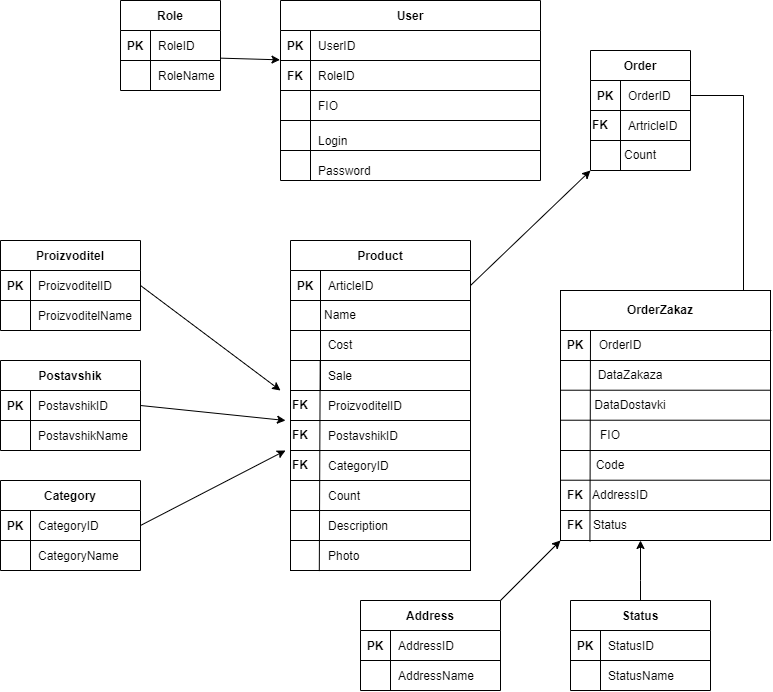 Role
PK RoleID
RoleName
User
PK UserID
FK RoleID
FIO
Login
Password
Order
PK OrderID
FK ArtricleID
Count
Proizvoditel
PK ProizvoditelID
ProizvoditelName
Postavshik
PK PostavshikID
PostavshikName
Category
PK CategoryID
CategoryName
Product
PK ArticleID
Name
Cost
Sale
FK ProizvoditelID
FK PostavshikID
FK CategoryID
Count
Description
Photo
OrderZakaz
PK OrderID
DataZakaza
DataDostavki
FIO
Code
FK AddressID
FK Status
Address
PK AddressID
AddressName
Status
PK StatusID
StatusName